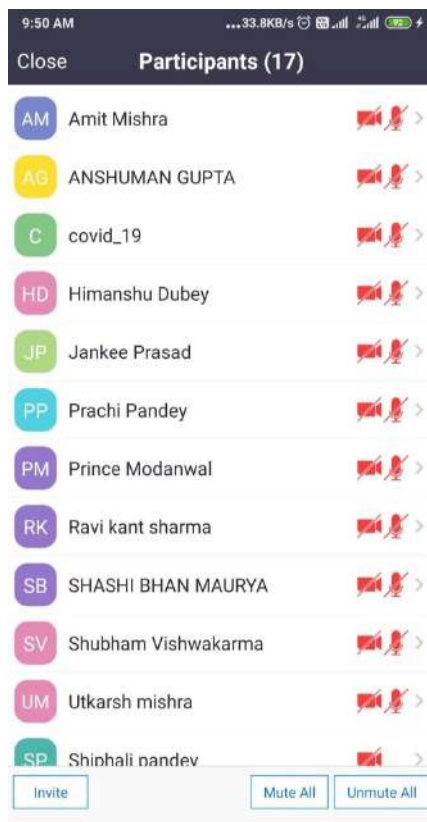 9:50 AM ...33.8KB/s 92
Close Participants (17)
AM Amit Mishra
AG ANSHUMAN GUPTA
C covid_19
HD Himanshu Dubey
JP Jankee Prasad
PP Prachi Pandey
PM Prince Modanwal
RK Ravi kant sharma
SB SHASHI BHAN MAURYA
SV Shubham Vishwakarma
UM Utkarsh mishra
SP Shiphali pandey
Invite Mute All Unmute All